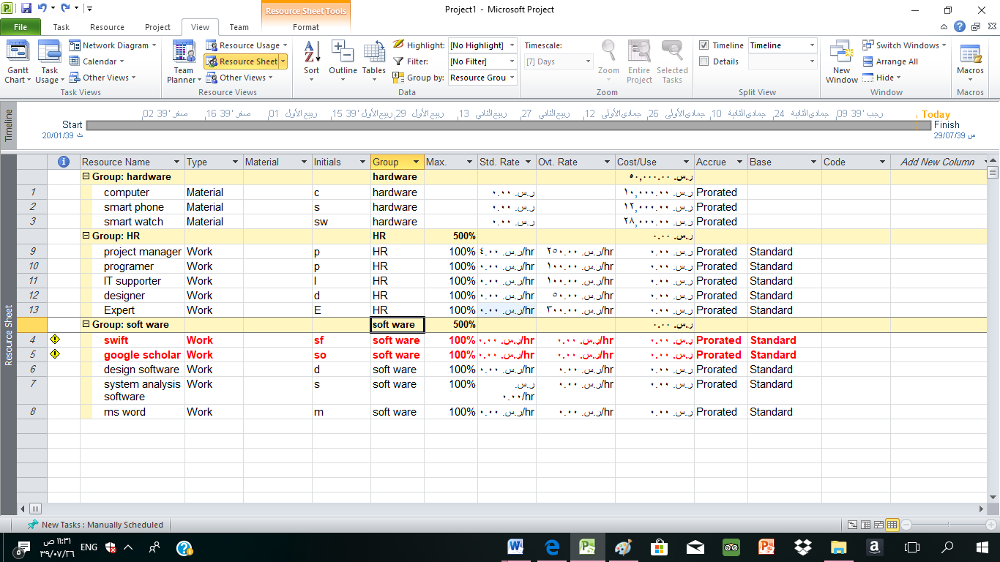 Project1 - Microsoft Project
Resource Sheet Tools
File Task Resource Project View Team Format
Gantt Chart
Task Usage
Network Diagram
Calendar
Other Views
Task Views
Team Planner
Resource Usage
Resource Sheet
Other Views
Resource Views
Sort
Outline
Tables
Highlight: [No Highlight]
Filter: [No Filter]
Group by: Resource Grou
Data
Timescale:
[7] Days
Zoom
Entire Project
Selected Tasks
Zoom
Timeline Timeline
Details
Split View
New Window
Switch Windows
Arrange All
Hide
Window
Macros
Macros
Timeline
02 صفر '39
16 صفر '39
01 ربيع الأول
15 ربيع الأول '39
29 ربيع الأول
13 ربيع الثاني
27 ربيع الثاني
12 جمادى الأولى
26 جمادى الأولى
10 جمادى الثانية
24 جمادى الثانية
09 رجب '39
Today
Start
ث 20/01/39
Finish
س 29/07/39
Resource Sheet
Resource Name Type Material Initials Group Max. Std. Rate Ovt. Rate Cost/Use Accrue Base Code Add New Column
Group: hardware hardware ر.س. ٥٠,٠٠٠.٠٠
1 computer Material c hardware ر.س. ٠.٠٠ ر.س. ١٠,٠٠٠.٠٠ Prorated
2 smart phone Material s hardware ر.س. ٠.٠٠ ر.س. ١٢,٠٠٠.٠٠ Prorated
3 smart watch Material sw hardware ر.س. ٠.٠٠ ر.س. ٢٨,٠٠٠.٠٠ Prorated
Group: HR HR 500% ر.س. ٠.٠٠
9 project manager Work p HR 100% ر.س. ٤.٠٠/hr ر.س. ٢٥٠.٠٠/hr ر.س. ٠.٠٠ Prorated Standard
10 programer Work p HR 100% ر.س. ٠.٠٠/hr ر.س. ١٠٠.٠٠/hr ر.س. ٠.٠٠ Prorated Standard
11 IT supporter Work I HR 100% ر.س. ٠.٠٠/hr ر.س. ١٠٠.٠٠/hr ر.س. ٠.٠٠ Prorated Standard
12 designer Work d HR 100% ر.س. ٠.٠٠/hr ر.س. ٥٠.٠٠/hr ر.س. ٠.٠٠ Prorated Standard
13 Expert Work E HR 100% ر.س. ٠.٠٠/hr ر.س. ٣٠٠.٠٠/hr ر.س. ٠.٠٠ Prorated Standard
Group: soft ware soft ware 500% ر.س. ٠.٠٠
4 swift Work sf soft ware 100% ر.س. ٠.٠٠/hr ر.س. ٠.٠٠/hr ر.س. ٠.٠٠ Prorated Standard
5 google scholar Work so soft ware 100% ر.س. ٠.٠٠/hr ر.س. ٠.٠٠/hr ر.س. ٠.٠٠ Prorated Standard
6 design software Work d soft ware 100% ر.س. ٠.٠٠/hr ر.س. ٠.٠٠/hr ر.س. ٠.٠٠ Prorated Standard
7 system analysis software Work s soft ware 100% ر.س. ٠.٠٠/hr ر.س. ٠.٠٠/hr ر.س. ٠.٠٠ Prorated Standard
8 ms word Work m soft ware 100% ر.س. ٠.٠٠/hr ر.س. ٠.٠٠/hr ر.س. ٠.٠٠ Prorated Standard
New Tasks : Manually Scheduled
١١:٣١ ص
٣٩/٠٧/٢٦
ENG